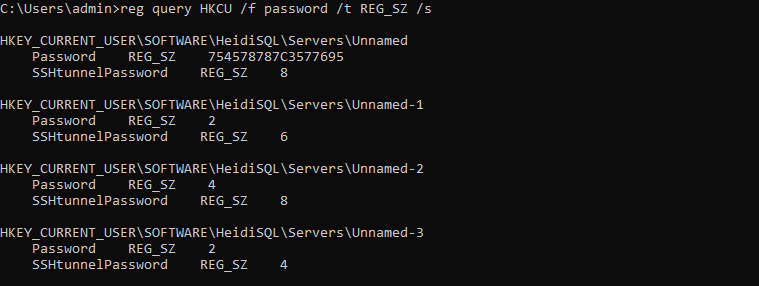 C:\Users\admin>reg query HKCU /f password /t REG_SZ /s
HKEY_CURRENT_USER\SOFTWARE\HeidiSQL\Servers\Unnamed
Password REG_SZ 754578787C3577695
SSHtunnelPassword REG_SZ 8
HKEY_CURRENT_USER\SOFTWARE\HeidiSQL\Servers\Unnamed-1
Password REG_SZ 2
SSHtunnelPassword REG_SZ 6
HKEY_CURRENT_USER\SOFTWARE\HeidiSQL\Servers\Unnamed-2
Password REG_SZ 4
SSHtunnelPassword REG_SZ 8
HKEY_CURRENT_USER\SOFTWARE\HeidiSQL\Servers\Unnamed-3
Password REG_SZ 2
SSHtunnelPassword REG_SZ 4